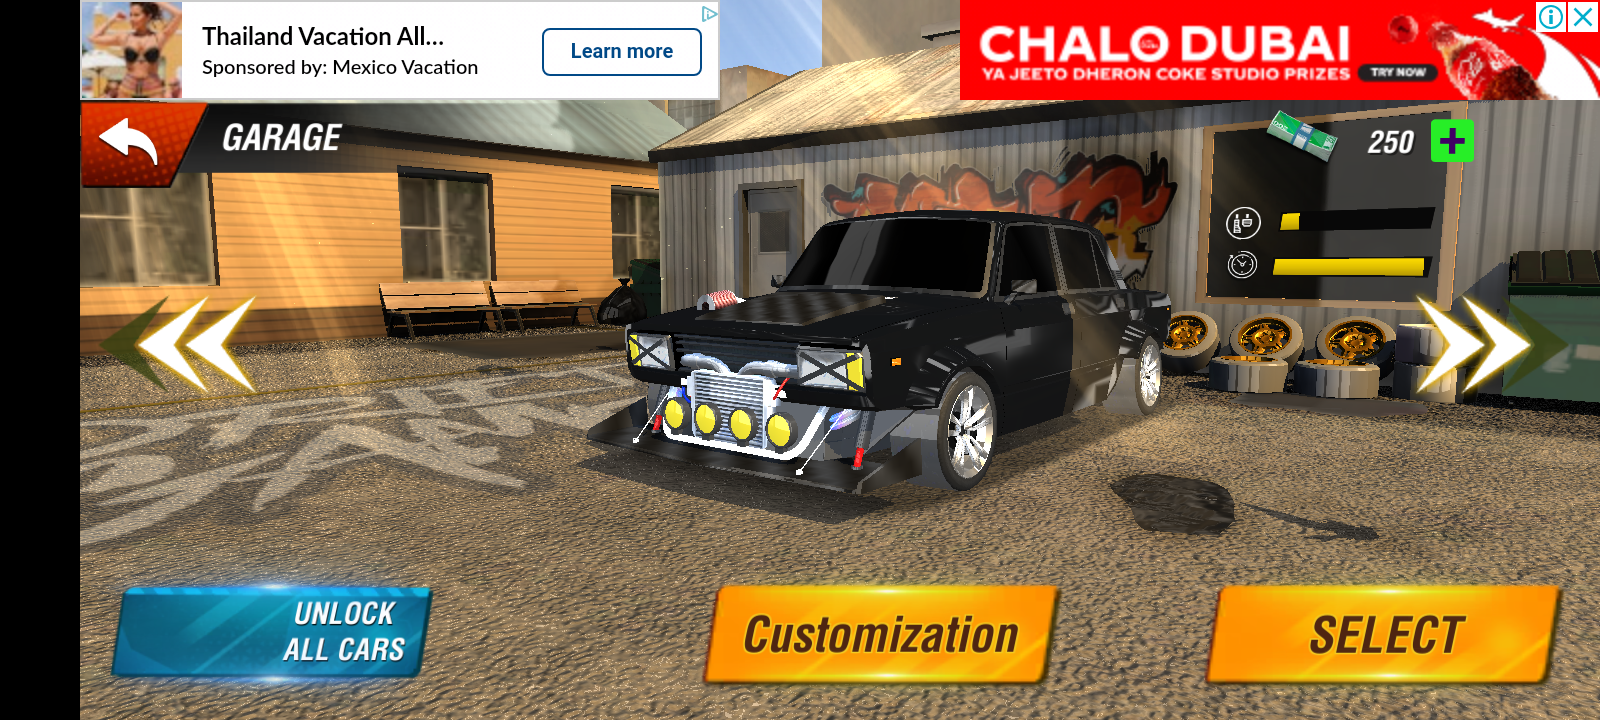 Thailand Vacation All...
Sponsored by: Mexico Vacation
Learn more
CHALO DUBAI
YA JEETO DHERON COKE STUDIO PRIZES
TRY NOW
GARAGE
250
UNLOCK
ALL CARS
Customization
SELECT